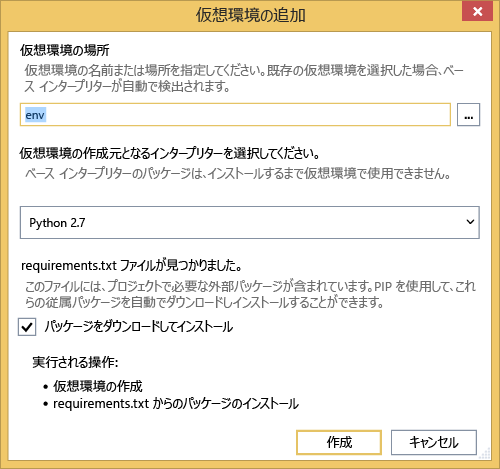 仮想環境の追加
仮想環境の場所
仮想環境の名前または場所を指定してください。既存の仮想環境を選択した場合、ベー
ス インタープリターが自動で検出されます。
env
...
仮想環境の作成元となるインタープリターを選択してください。
ベース インタープリターのパッケージは、インストールするまで仮想環境で使用できません。
Python 2.7
requirements.txt ファイルが見つかりました。
このファイルには、プロジェクトで必要な外部パッケージが含まれています。PIP を使用して、これ
らの従属パッケージを自動でダウンロードしインストールすることができます。
パッケージをダウンロードしてインストール
実行される操作:
• 仮想環境の作成
• requirements.txt からのパッケージのインストール
作成
キャンセル